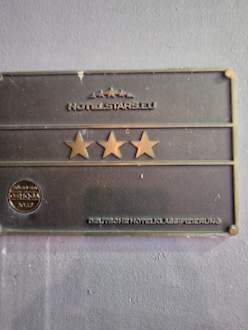 HOTELSTARS.EU
DEUTSCHE HOTELKLASSIFIZIERUNG